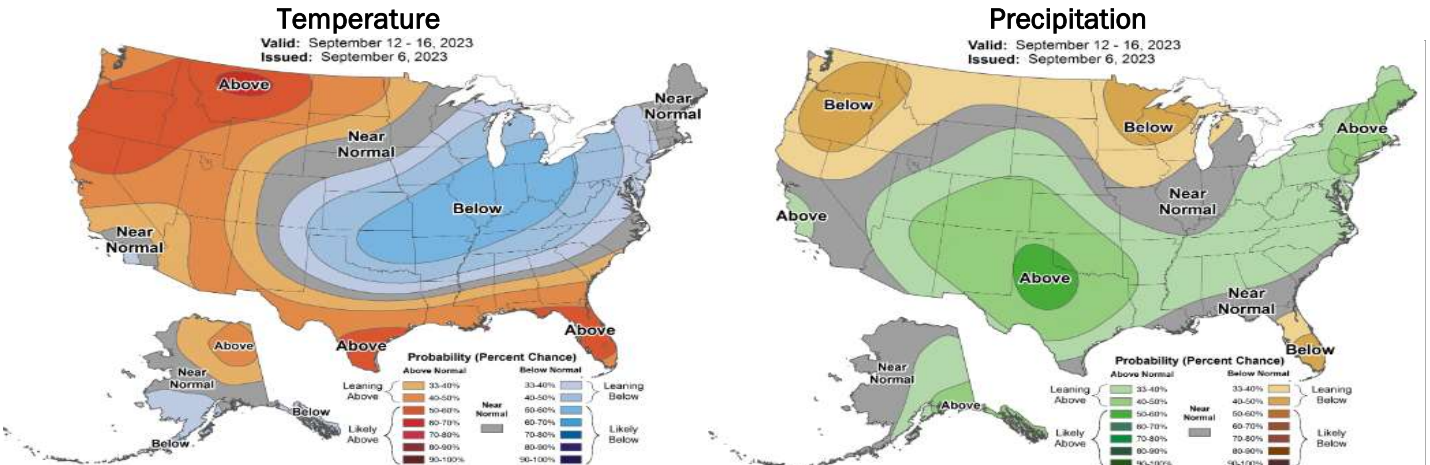 Temperature
Valid: September 12 - 16, 2023
Issued: September 6, 2023
Above
Near
Normal
Near
Normal
Below
Near
Normal
Above
Above
Above
Near
Normal
Below
Below
Probability (Percent Chance)
Above Normal
Below Normal
Leaning
Above
33-40%
40-50%
Likely
Above
50-60%
60-70%
70-80%
80-90%
90-100%
Near
Normal
33-40%
40-50%
Leaning
Below
50-60%
60-70%
70-80%
80-90%
90-100%
Likely
Below
Precipitation
Valid: September 12 - 16, 2023
Issued: September 6, 2023
Below
Below
Above
Near
Normal
Above
Above
Near
Normal
Below
Near
Normal
Above
Probability (Percent Chance)
Above Normal
Below Normal
Leaning
Above
33-40%
40-50%
Likely
Above
50-60%
60-70%
70-80%
80-90%
90-100%
Near
Normal
33-40%
40-50%
Leaning
Below
50-60%
60-70%
70-80%
80-90%
90-100%
Likely
Below